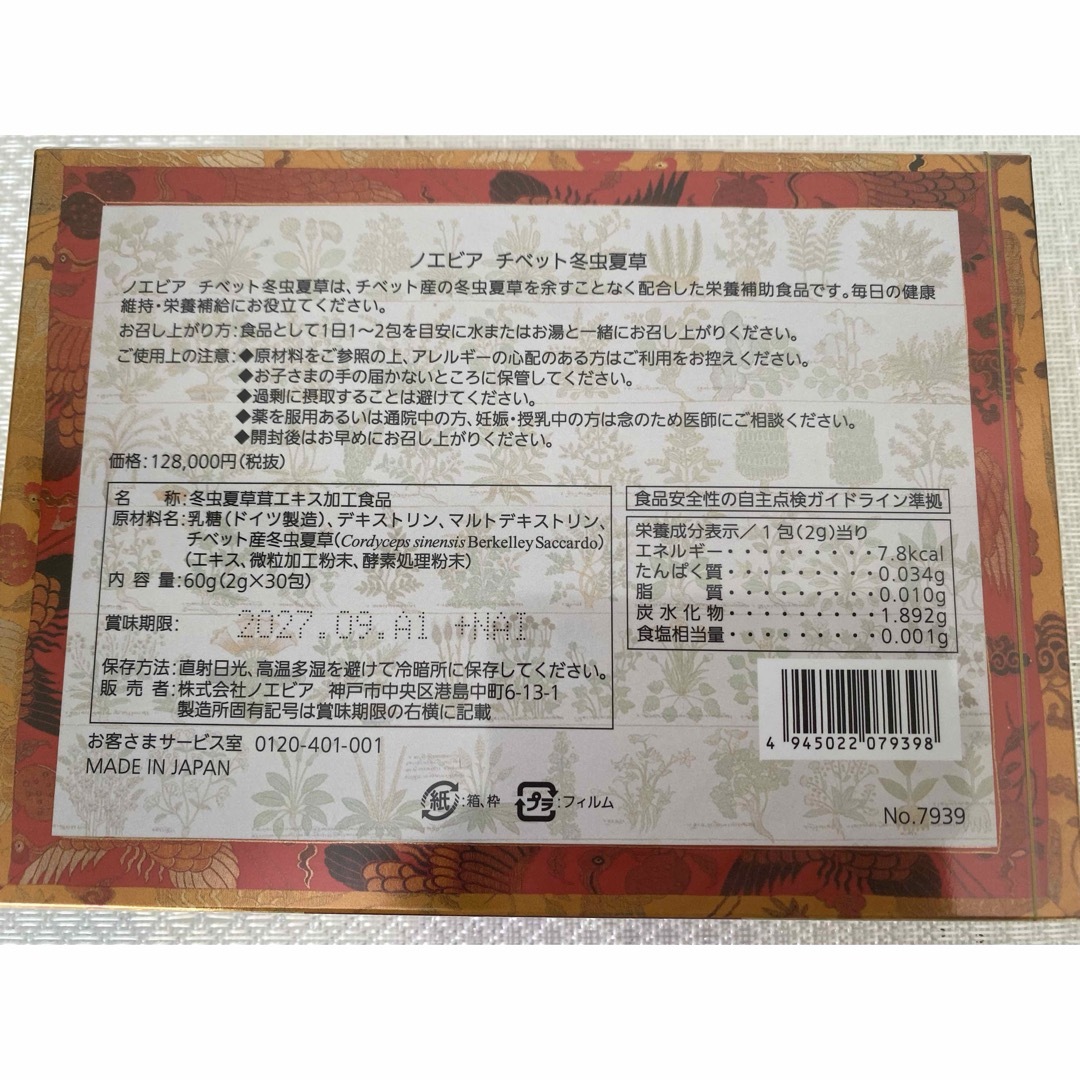 ノエビア チベット冬虫夏草
ノエビア チベット冬虫夏草は、チベット産の冬虫夏草を余すことなく配合した栄養補助食品です。毎日の健康
維持・栄養補給にお役立てください。
お召し上がり方：食品として1日1～2包を目安に水またはお湯と一緒にお召し上がりください。
ご使用上の注意：◆原材料をご参照の上、アレルギーの心配のある方はご利用をお控えください。
◆お子さまの手の届かないところに保管してください。
◆過剰に摂取することは避けてください。
◆薬を服用あるいは通院中の方、妊娠・授乳中の方は念のため医師にご相談ください。
◆開封後はお早めにお召し上がりください。
価格：128,000円（税抜）
名 称：冬虫夏草茸エキス加工食品
原材料名：乳糖（ドイツ製造）、デキストリン、マルトデキストリン、
チベット産冬虫夏草（Cordyceps sinensis Berkelley Saccardo）
（エキス、微粒加工粉末、酵素処理粉末）
内 容 量：60g（2g×30包）
賞味期限： 2027.09.A1 +NAI
保存方法：直射日光、高温多湿を避けて冷暗所に保存してください。
販 売 者：株式会社ノエビア 神戸市中央区港島中町6-13-1
製造所固有記号は賞味期限の右横に記載
お客さまサービス室 0120-401-001
MADE IN JAPAN
食品安全性の自主点検ガイドライン準拠
栄養成分表示／1包（2g）当り
エネルギー・・・・・・・・・7.8kcal
たんぱく質・・・・・・・・・0.034g
脂 質・・・・・・・・・0.010g
炭水化物・・・・・・・・・1.892g
食塩相当量・・・・・・・・・0.001g
4 945022 079398
紙：箱、枠 プラ：フィルム
No.7939